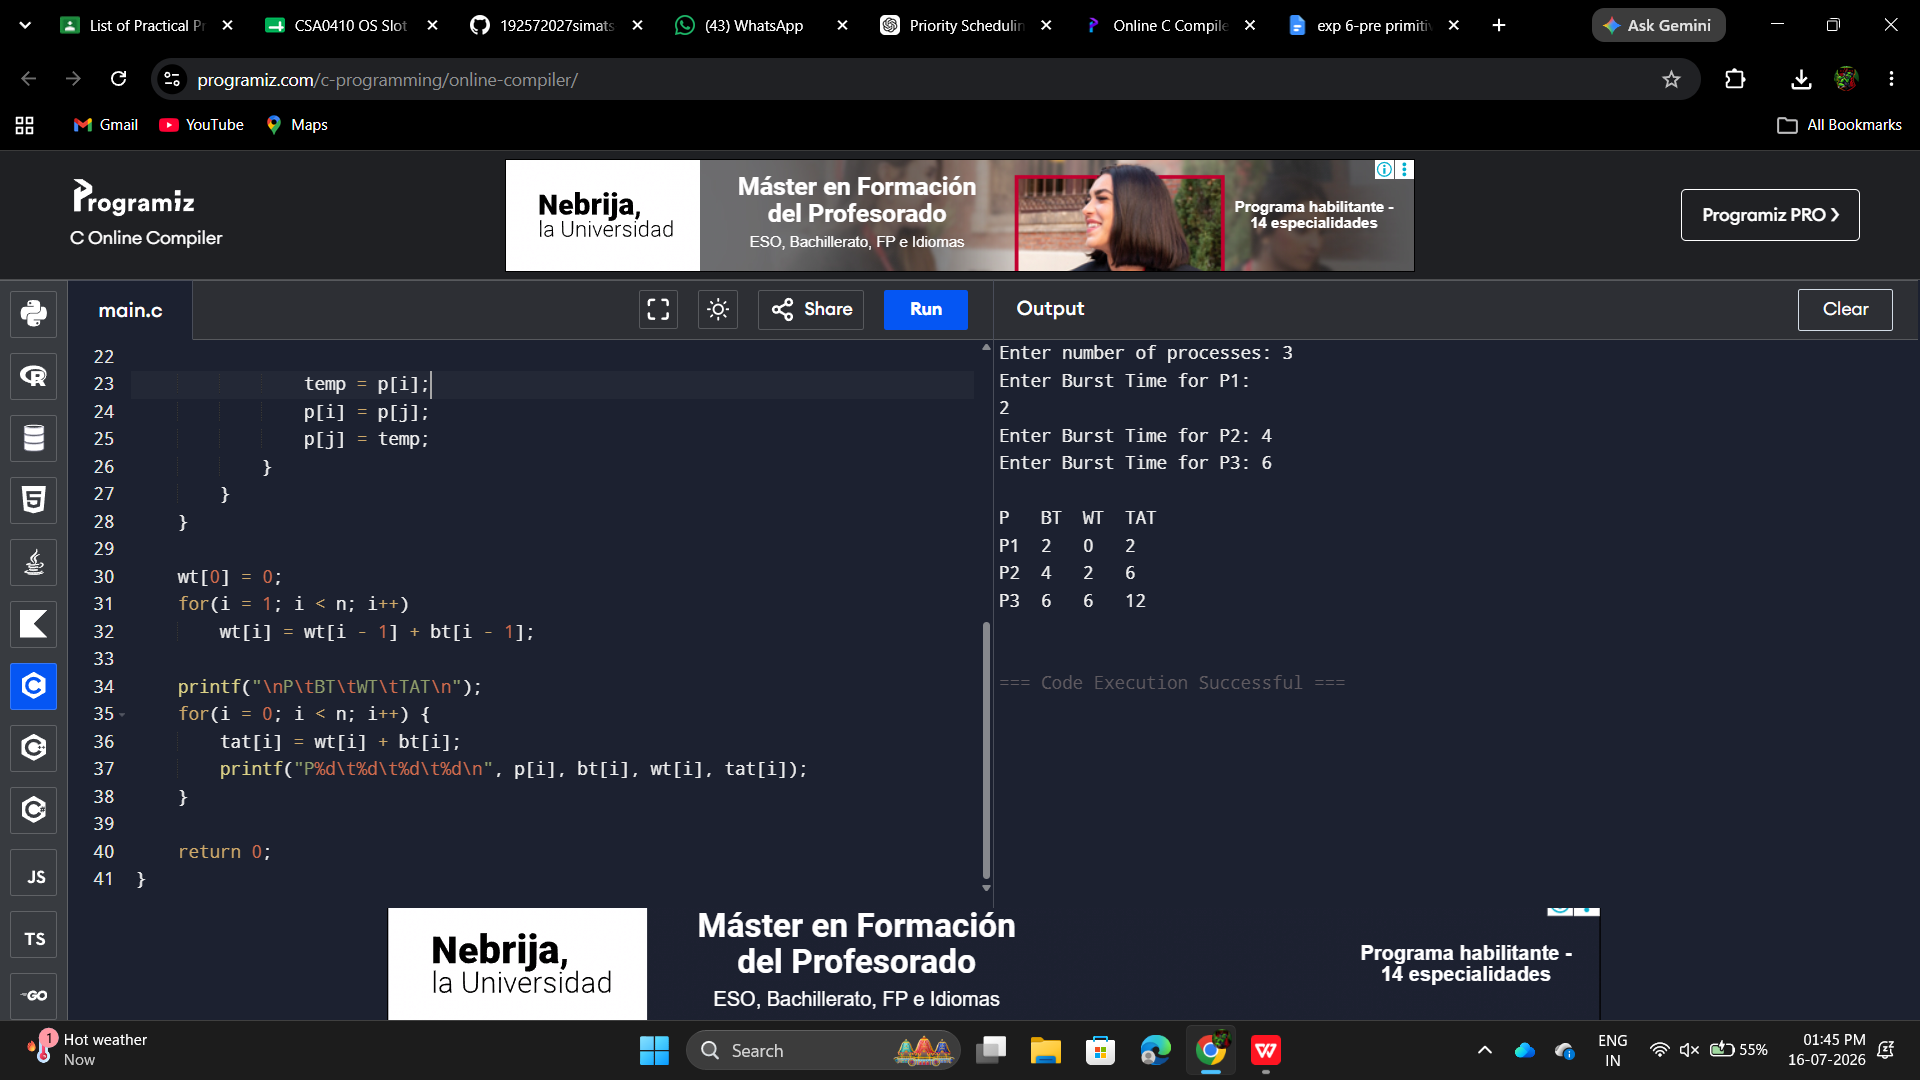 List of Practical Pr
CSA0410 OS Slot
192572027simats
(43) WhatsApp
Priority Schedulin
Online C Compile
exp 6-pre primitiv
Ask Gemini
programiz.com/c-programming/online-compiler/
Gmail
YouTube
Maps
All Bookmarks
Programiz
C Online Compiler
Nebrija,
la Universidad
Máster en Formación
del Profesorado
ESO, Bachillerato, FP e Idiomas
Programa habilitante -
14 especialidades
Programiz PRO
main.c
Share
Run
Output
Clear
22
23 temp = p[i];
24 p[i] = p[j];
25 p[j] = temp;
26 }
27 }
28 }
29
30 wt[0] = 0;
31 for(i = 1; i < n; i++)
32 wt[i] = wt[i - 1] + bt[i - 1];
33
34 printf("\nP\tBT\tWT\tTAT\n");
35 for(i = 0; i < n; i++) {
36 tat[i] = wt[i] + bt[i];
37 printf("P%d\t%d\t%d\t%d\n", p[i], bt[i], wt[i], tat[i]);
38 }
39
40 return 0;
41 }
Enter number of processes: 3
Enter Burst Time for P1:
2
Enter Burst Time for P2: 4
Enter Burst Time for P3: 6
P BT WT TAT
P1 2 0 2
P2 4 2 6
P3 6 6 12
=== Code Execution Successful ===
JS
TS
GO
Nebrija,
la Universidad
Máster en Formación
del Profesorado
ESO, Bachillerato, FP e Idiomas
Programa habilitante -
14 especialidades
1
Hot weather
Now
Search
ENG
IN
55%
01:45 PM
16-07-2026